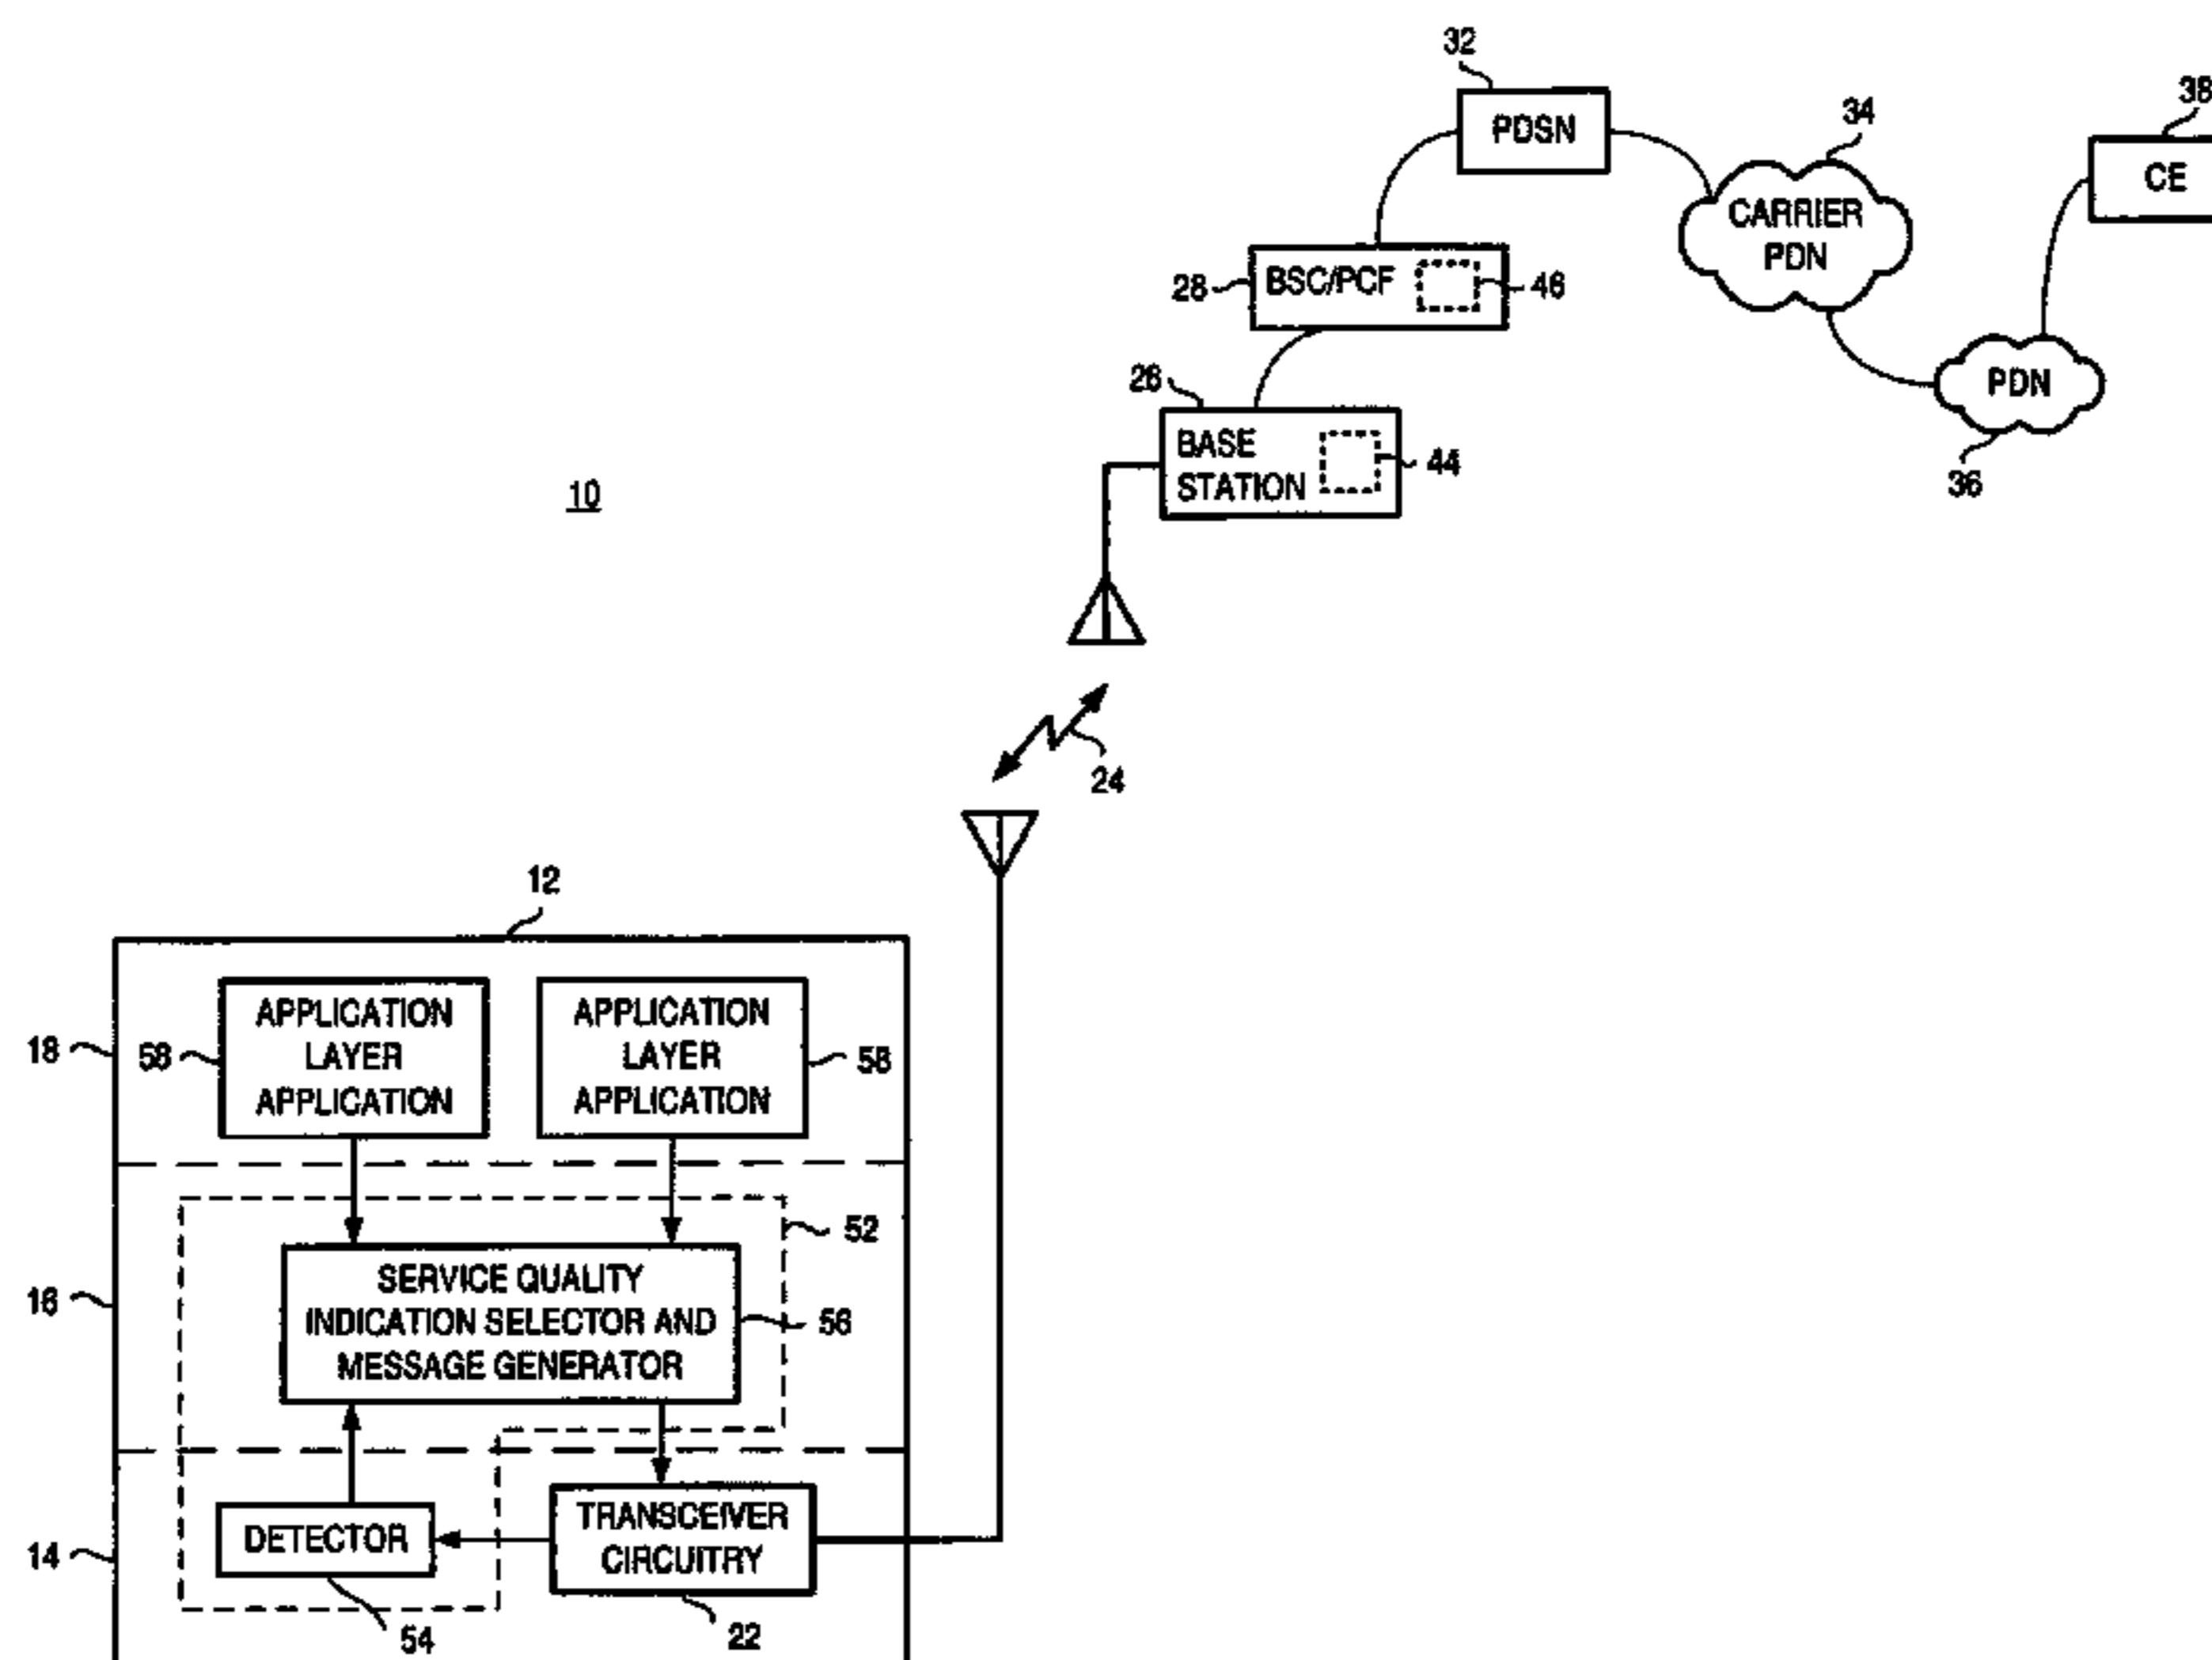 32
PDSN
34
CARRIER
PDN
38
CE
28
BSC/PCF
46
26
BASE
STATION
44
PDN
36
10
24
12
18
58
APPLICATION
LAYER
APPLICATION
APPLICATION
LAYER
APPLICATION
58
52
16
SERVICE QUALITY
INDICATION SELECTOR AND
MESSAGE GENERATOR
56
14
DETECTOR
TRANSCEIVER
CIRCUITRY
54
22